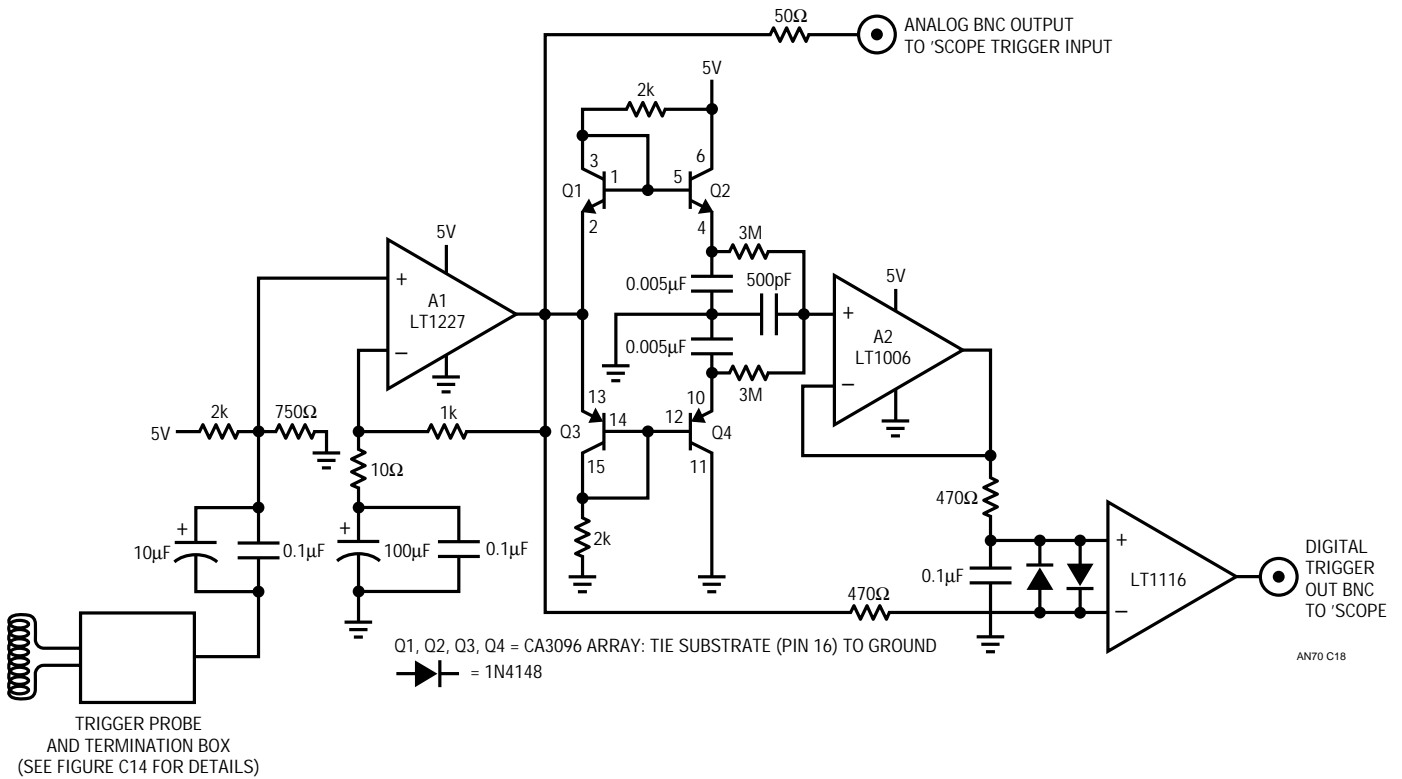 50Ω
ANALOG BNC OUTPUT
TO 'SCOPE TRIGGER INPUT
5V
2k
3
1
5
6
Q1
Q2
2
4
3M
5V
0.005µF
500pF
5V
+
A1
LT1227
−
+
A2
LT1006
−
0.005µF
3M
13
10
14
12
Q3
Q4
15
11
2k
750Ω
5V
1k
10Ω
470Ω
2k
+
10µF
0.1µF
+
100µF
0.1µF
0.1µF
+
LT1116
−
DIGITAL
TRIGGER
OUT BNC
TO 'SCOPE
470Ω
Q1, Q2, Q3, Q4 = CA3096 ARRAY: TIE SUBSTRATE (PIN 16) TO GROUND
= 1N4148
AN70 C18
TRIGGER PROBE
AND TERMINATION BOX
(SEE FIGURE C14 FOR DETAILS)